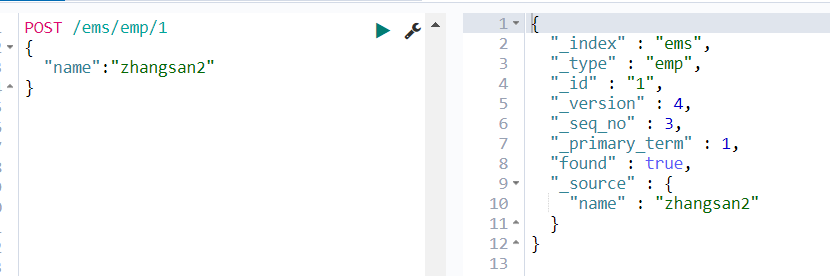 POST /ems/emp/1
{
"name":"zhangsan2"
}
1 {
2 "_index" : "ems",
3 "_type" : "emp",
4 "_id" : "1",
5 "_version" : 4,
6 "_seq_no" : 3,
7 "_primary_term" : 1,
8 "found" : true,
9 "_source" : {
10 "name" : "zhangsan2"
11 }
12 }
13